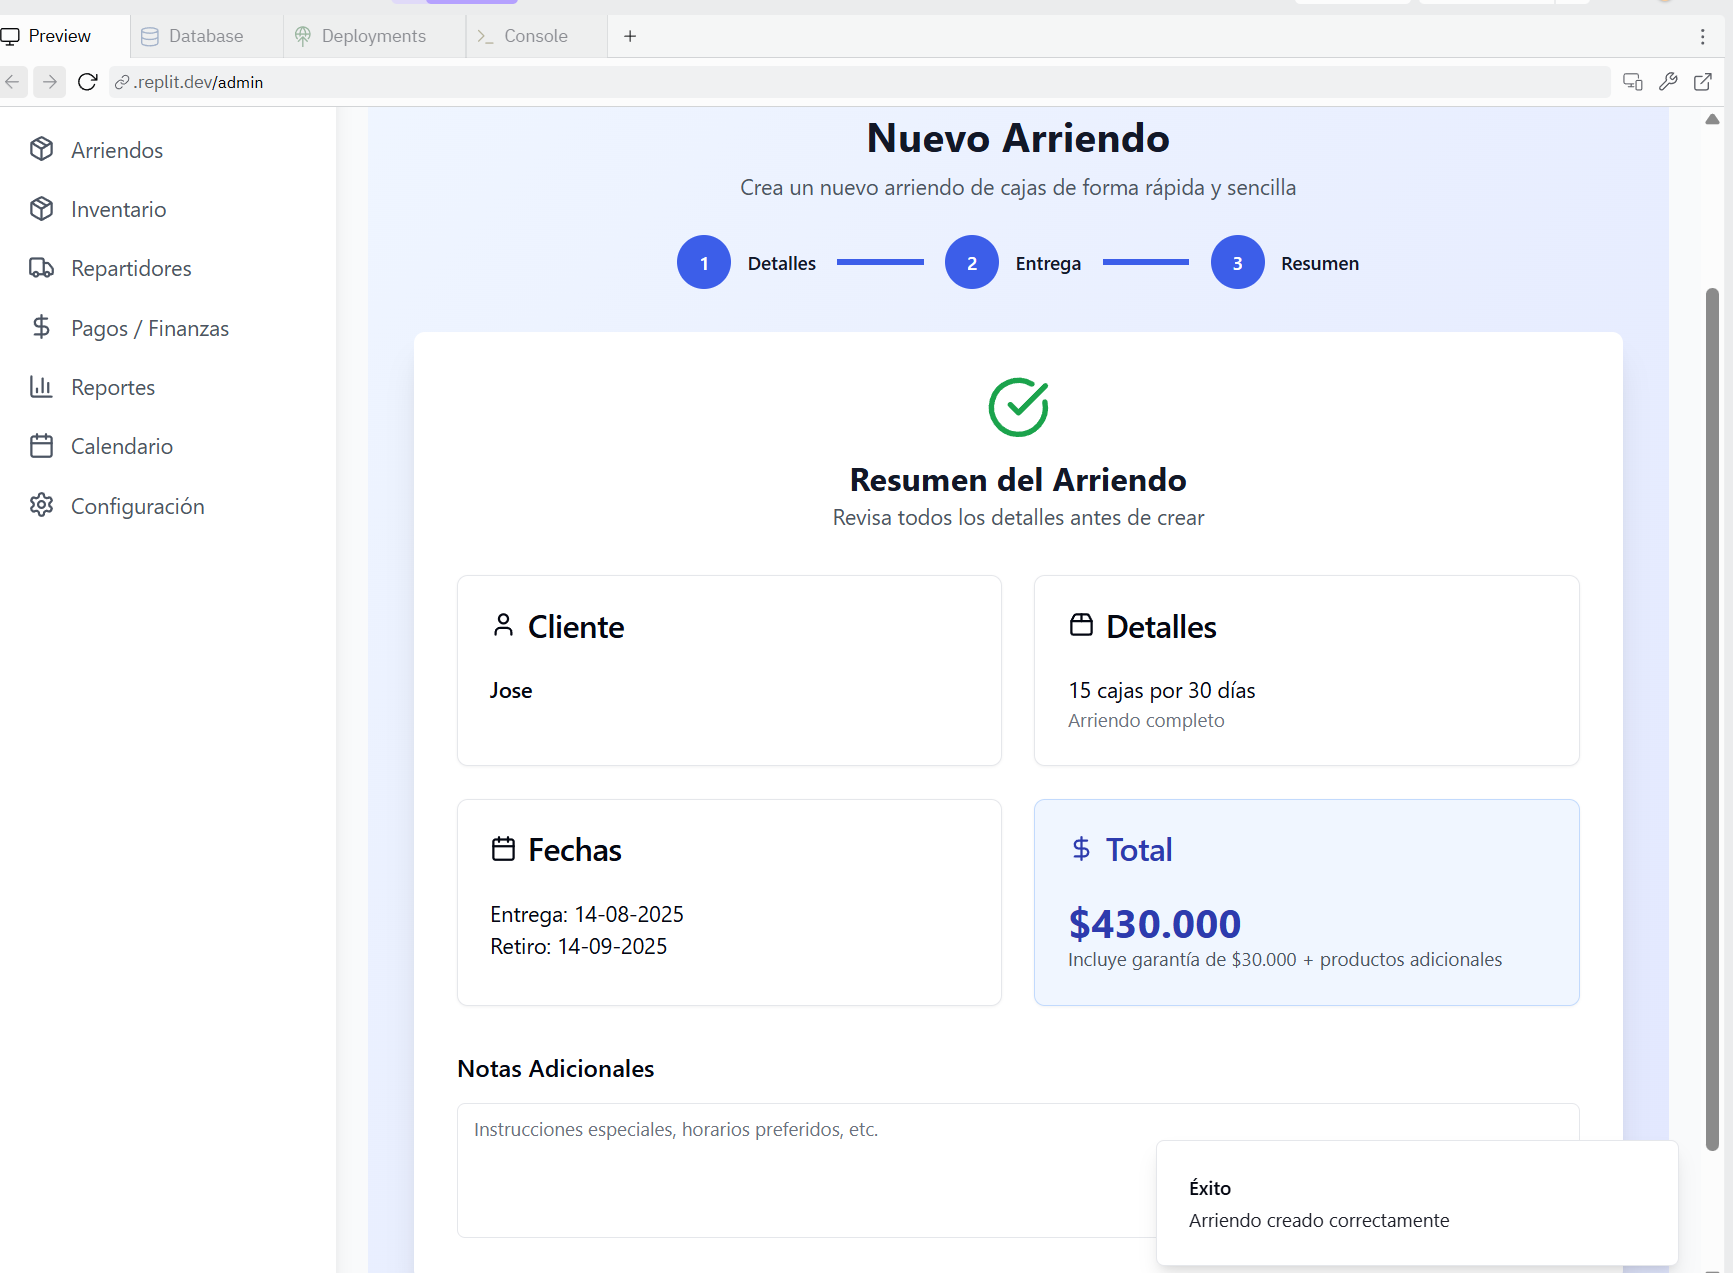 Preview
Database
Deployments
Console
.replit.dev/admin
Arriendos
Inventario
Repartidores
Pagos / Finanzas
Reportes
Calendario
Configuración
Nuevo Arriendo
Crea un nuevo arriendo de cajas de forma rápida y sencilla
1 Detalles
2 Entrega
3 Resumen
Resumen del Arriendo
Revisa todos los detalles antes de crear
Cliente
Jose
Detalles
15 cajas por 30 días
Arriendo completo
Fechas
Entrega: 14-08-2025
Retiro: 14-09-2025
$ Total
$430.000
Incluye garantía de $30.000 + productos adicionales
Notas Adicionales
Instrucciones especiales, horarios preferidos, etc.
Éxito
Arriendo creado correctamente